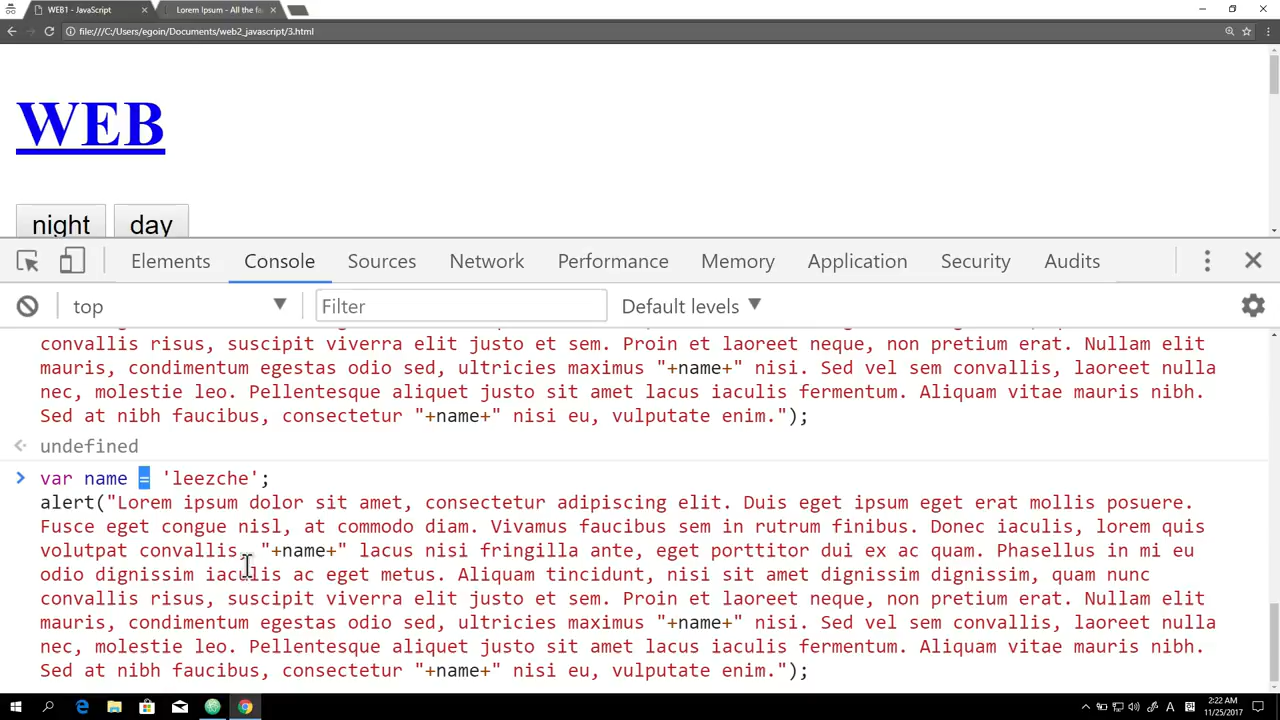 WEB1 - JavaScript
Lorem Ipsum - All the fa
file:///C:/Users/egoin/Documents/web2_javascript/3.html
WEB
night day
Elements Console Sources Network Performance Memory Application Security Audits
top Filter Default levels
convallis risus, suscipit viverra elit justo et sem. Proin et laoreet neque, non pretium erat. Nullam elit
mauris, condimentum egestas odio sed, ultricies maximus "+name+" nisi. Sed vel sem convallis, laoreet nulla
nec, molestie leo. Pellentesque aliquet justo sit amet lacus iaculis fermentum. Aliquam vitae mauris nibh.
Sed at nibh faucibus, consectetur "+name+" nisi eu, vulputate enim.");
undefined
var name = 'leezche';
alert("Lorem ipsum dolor sit amet, consectetur adipiscing elit. Duis eget ipsum eget erat mollis posuere.
Fusce eget congue nisl, at commodo diam. Vivamus faucibus sem in rutrum finibus. Donec iaculis, lorem quis
volutpat convallis, "+name+" lacus nisi fringilla ante, eget porttitor dui ex ac quam. Phasellus in mi eu
odio dignissim iaculis ac eget metus. Aliquam tincidunt, nisi sit amet dignissim dignissim, quam nunc
convallis risus, suscipit viverra elit justo et sem. Proin et laoreet neque, non pretium erat. Nullam elit
mauris, condimentum egestas odio sed, ultricies maximus "+name+" nisi. Sed vel sem convallis, laoreet nulla
nec, molestie leo. Pellentesque aliquet justo sit amet lacus iaculis fermentum. Aliquam vitae mauris nibh.
Sed at nibh faucibus, consectetur "+name+" nisi eu, vulputate enim.");
A
2:22 AM
11/25/2017